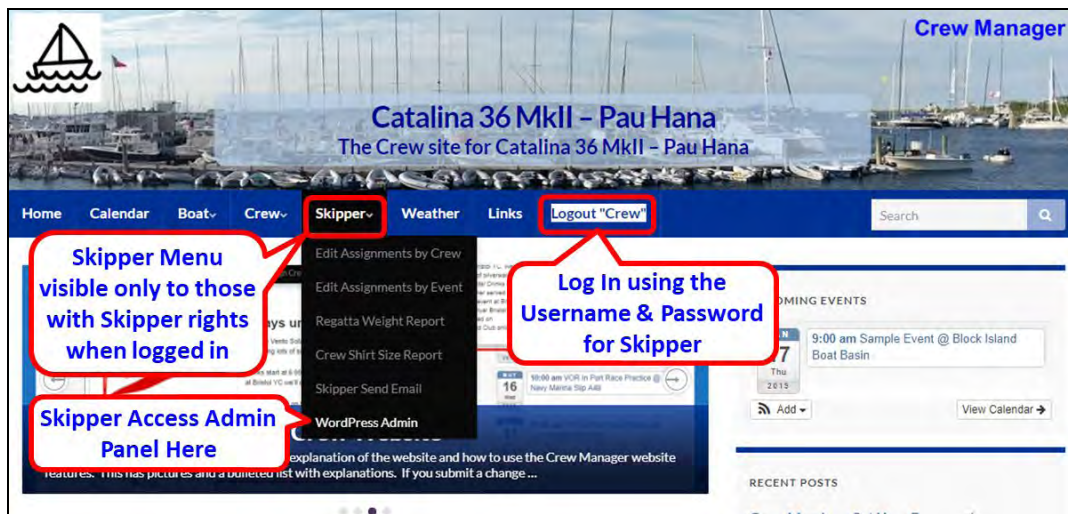 Crew Manager
Catalina 36 MkII – Pau Hana
The Crew site for Catalina 36 MkII – Pau Hana
Home Calendar Boat Crew Skipper Weather Links Logout "Crew" Search
Skipper Menu
visible only to those
with Skipper rights
when logged in
Edit Assignments by Crew
Edit Assignments by Event
Regatta Weight Report
Crew Shirt Size Report
Skipper Send Email
WordPress Admin
Log In using the
Username & Password
for Skipper
Skipper Access Admin
Panel Here
16
10:00 am VOR In Port Race Practice @
Navy Marina Slip A48
Website
explanation of the website and how to use the Crew Manager website
features. This has pictures and a bulleted list with explanations. If you submit a change ...
EVENTS
7
Thu
2015
9:00 am Sample Event @ Block Island
Boat Basin
Add
View Calendar
RECENT POSTS